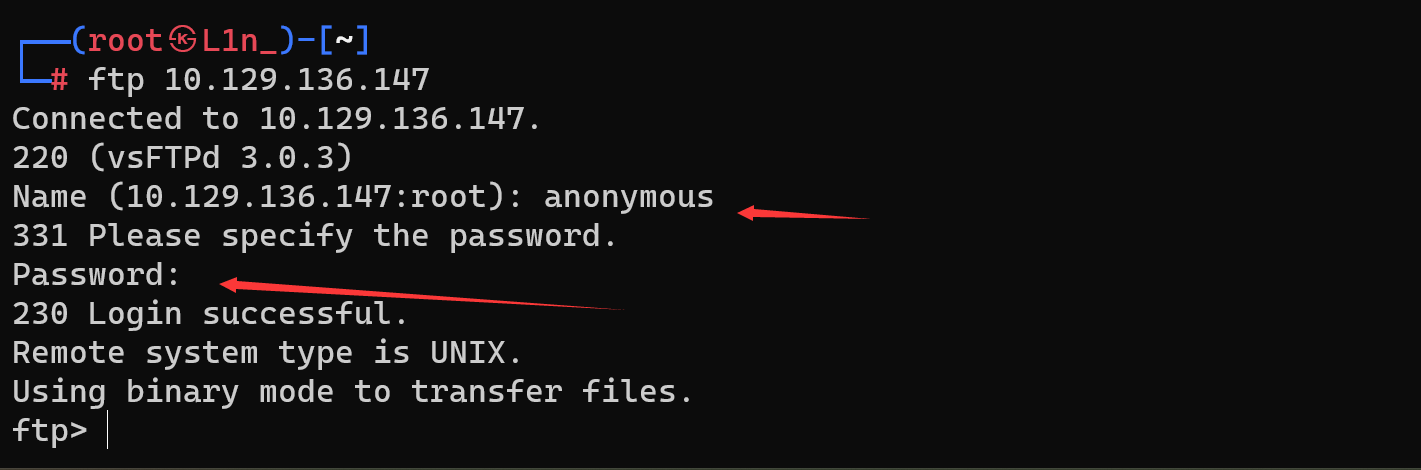 ┌──(root㉿L1n_)-[~]
└─# ftp 10.129.136.147
Connected to 10.129.136.147.
220 (vsFTPd 3.0.3)
Name (10.129.136.147:root): anonymous
331 Please specify the password.
Password:
230 Login successful.
Remote system type is UNIX.
Using binary mode to transfer files.
ftp>